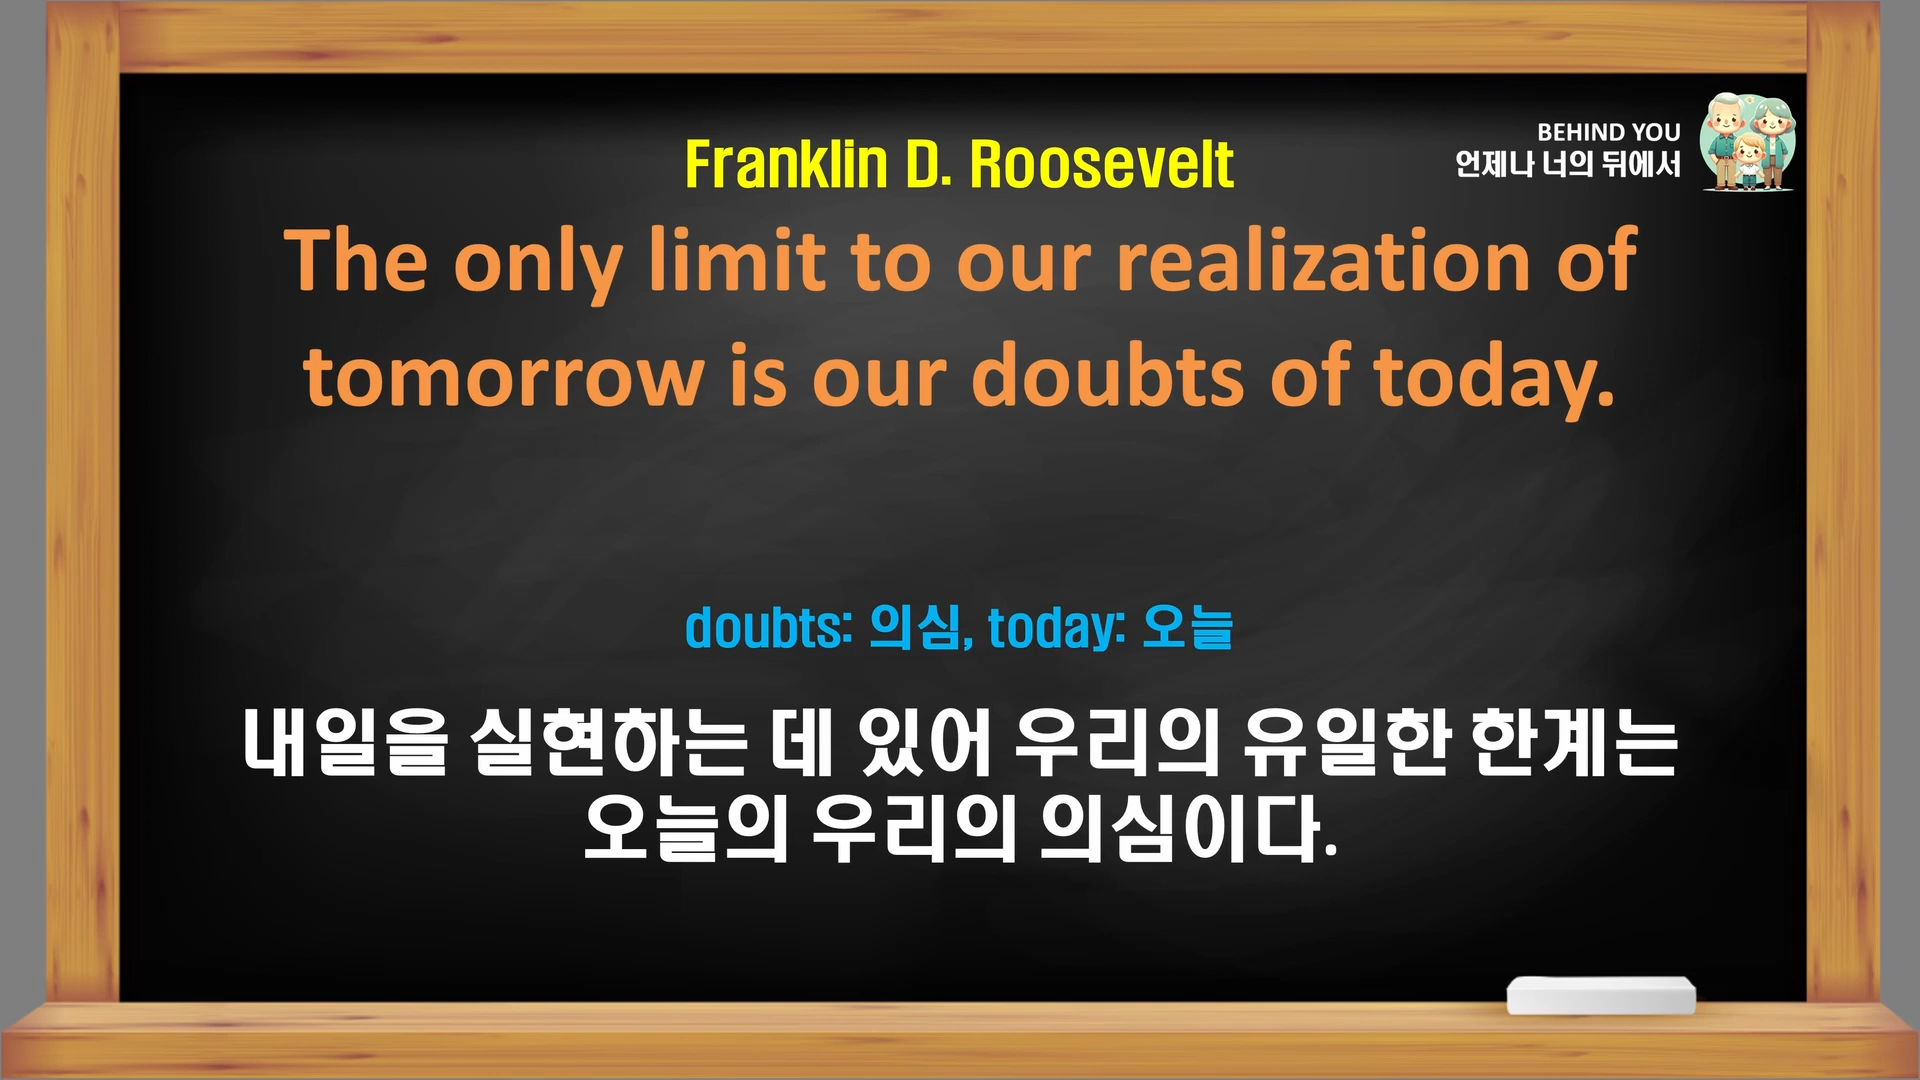 Franklin D. Roosevelt
BEHIND YOU
언제나 너의 뒤에서
The only limit to our realization of
tomorrow is our doubts of today.
doubts: 의심, today: 오늘
내일을 실현하는 데 있어 우리의 유일한 한계는
오늘의 우리의 의심이다.